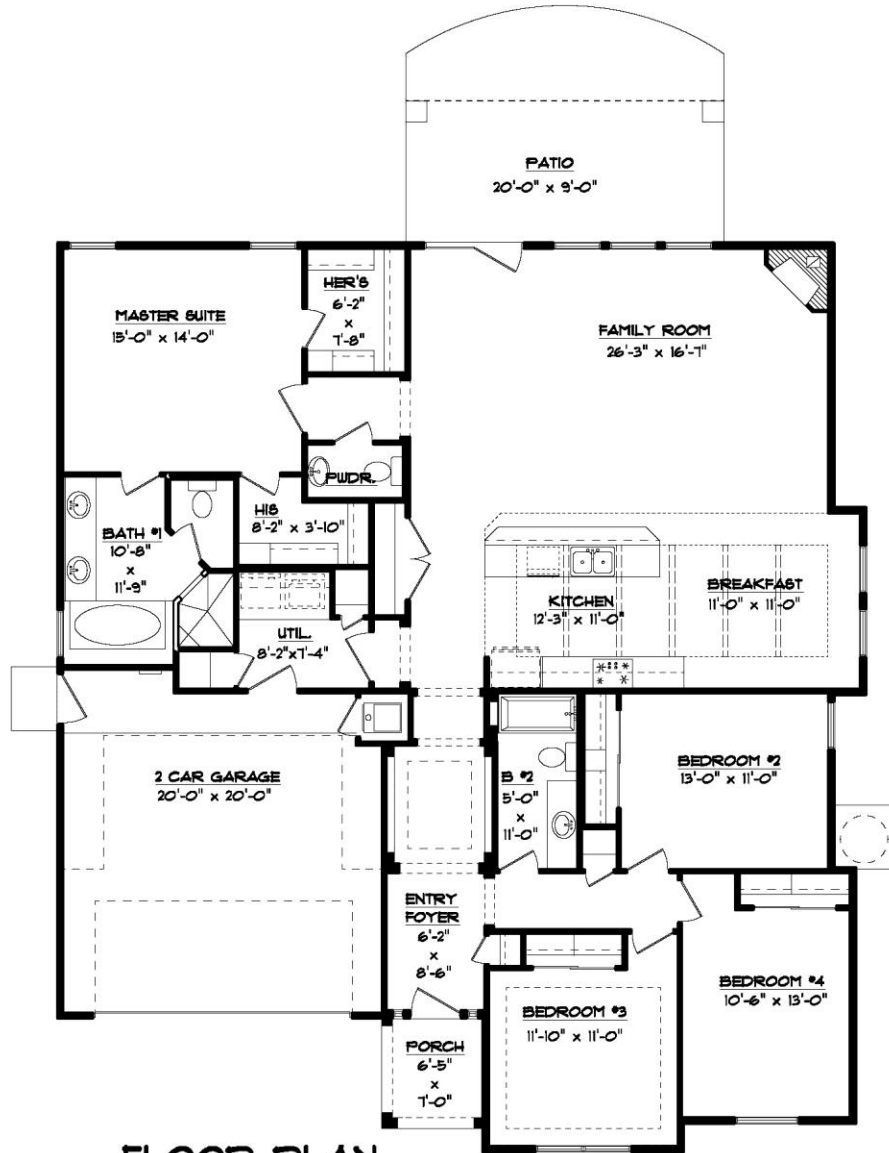 PATIO
20'-0" x 9'-0"
HER'S
6'-2"
x
7'-8"
MASTER SUITE
15'-0" x 14'-0"
FAMILY ROOM
26'-3" x 16'-7"
PWDR.
HIS
8'-2" x 3'-10"
BATH #1
10'-8"
x
11'-9"
KITCHEN
12'-3" x 11'-0"
BREAKFAST
11'-0" x 11'-0"
UTIL.
8'-2"x7'-4"
2 CAR GARAGE
20'-0" x 20'-0"
B #2
5'-0"
x
11'-0"
BEDROOM #2
13'-0" x 11'-0"
ENTRY
FOYER
6'-2"
x
8'-6"
BEDROOM #4
10'-6" x 13'-0"
BEDROOM #3
11'-10" x 11'-0"
PORCH
6'-5"
x
7'-0"
FLOOR PLAN